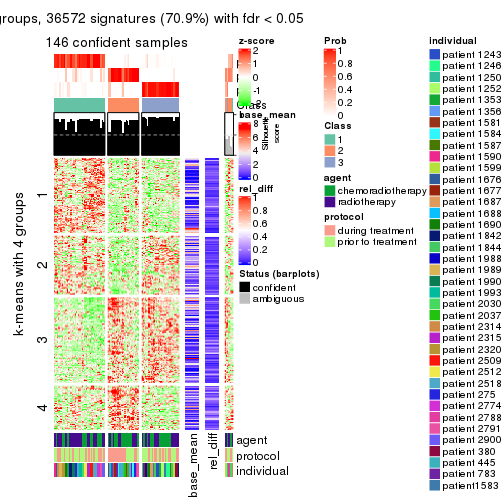 groups, 36572 signatures (70.9%) with fdr < 0.05
146 confident samples
k-means with 4 groups
1
2
3
4
Class
base_mean
rel_diff
agent
protocol
individual
Silhouette
score
z-score
2
1
0
-1
-2
base_mean
8
6
4
2
0
rel_diff
1
0.8
0.6
0.4
0.2
0
Status (barplots)
confident
ambiguous
Prob
1
0.8
0.6
0.4
0.2
0
Class
1
2
3
agent
chemoradiotherapy
radiotherapy
protocol
during treatment
prior to treatment
individual
patient 1243
patient 1246
patient 1250
patient 1252
patient 1353
patient 1356
patient 1581
patient 1584
patient 1587
patient 1590
patient 1599
patient 1676
patient 1677
patient 1687
patient 1688
patient 1690
patient 1842
patient 1844
patient 1988
patient 1989
patient 1990
patient 1993
patient 2030
patient 2037
patient 2314
patient 2315
patient 2320
patient 2509
patient 2512
patient 2518
patient 275
patient 2774
patient 2788
patient 2791
patient 2900
patient 380
patient 445
patient 783
patient1583